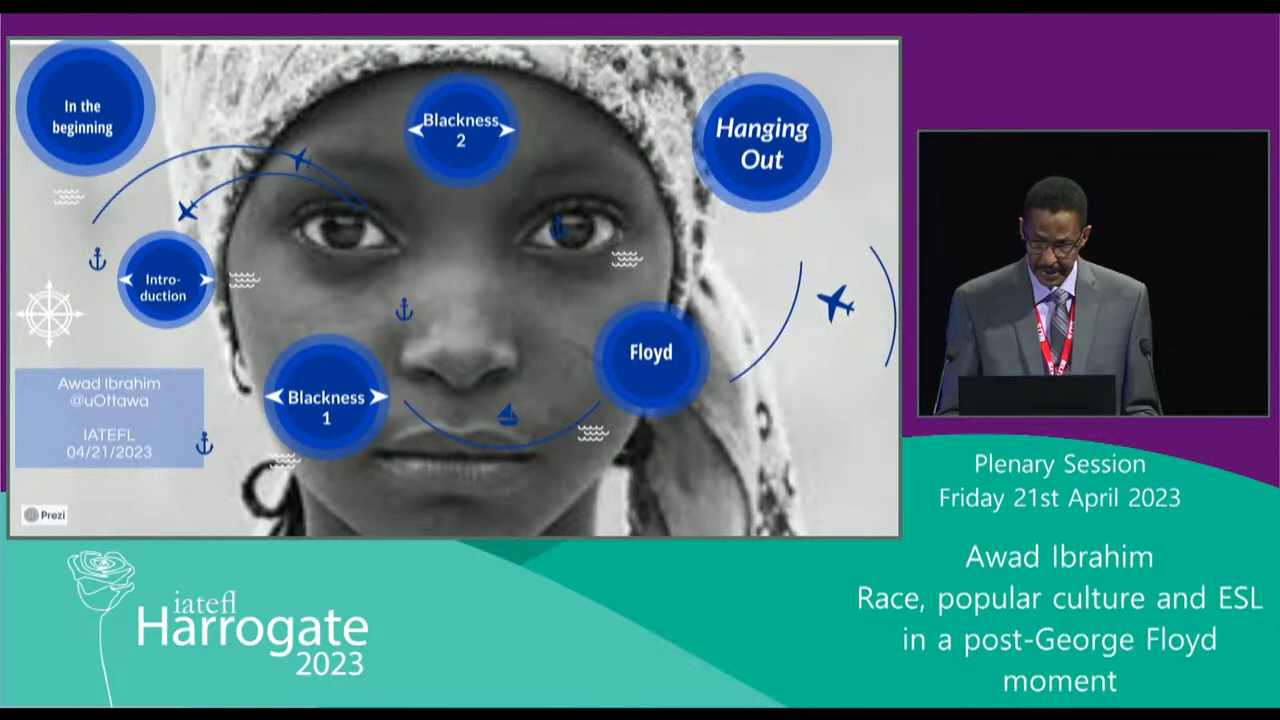 In the
beginning
Blackness
2
Hanging
Out
Intro-
duction
Floyd
Blackness
1
Awad Ibrahim
@uOttawa
IATEFL
04/21/2023
Prezi
iatefl
Harrogate
2023
Plenary Session
Friday 21st April 2023
Awad Ibrahim
Race, popular culture and ESL
in a post-George Floyd
moment